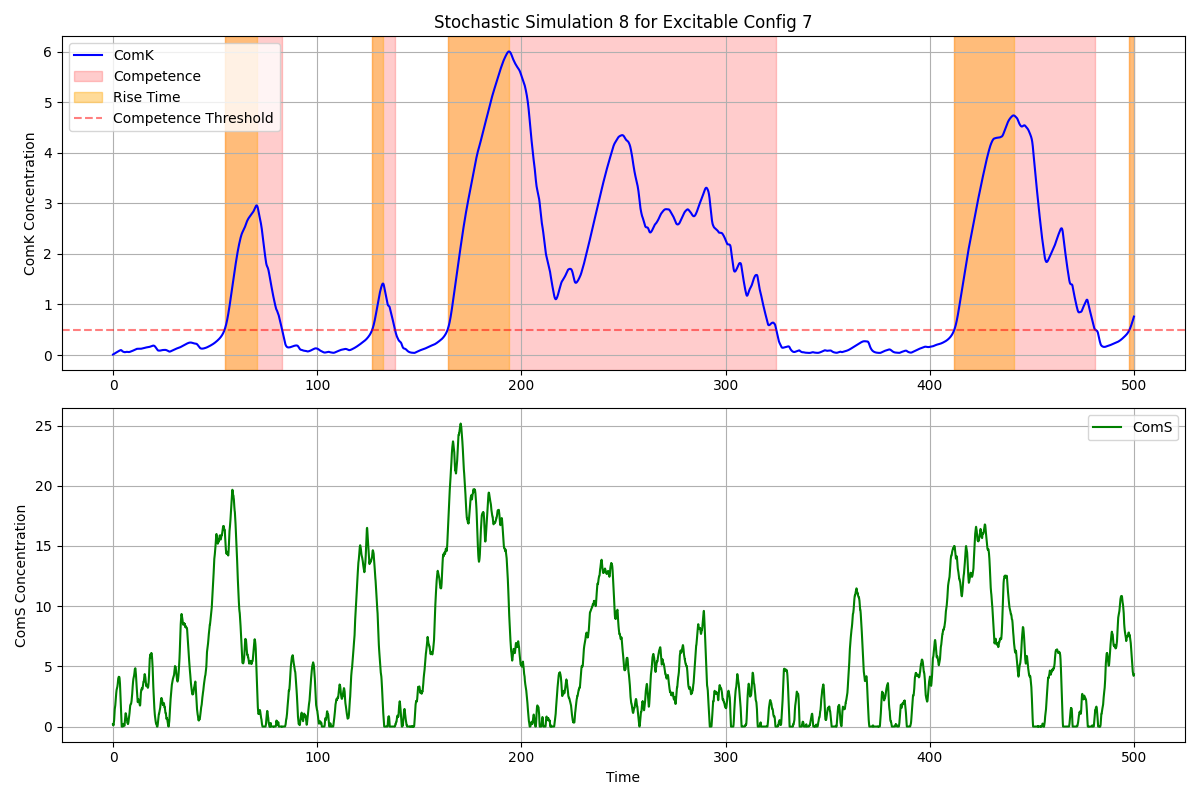 Stochastic Simulation 8 for Excitable Config 7
ComK Concentration
6
5
4
3
2
1
0
ComK
Competence
Rise Time
Competence Threshold
0 100 200 300 400 500
ComS Concentration
25
20
15
10
5
0
ComS
0 100 200 300 400 500
Time